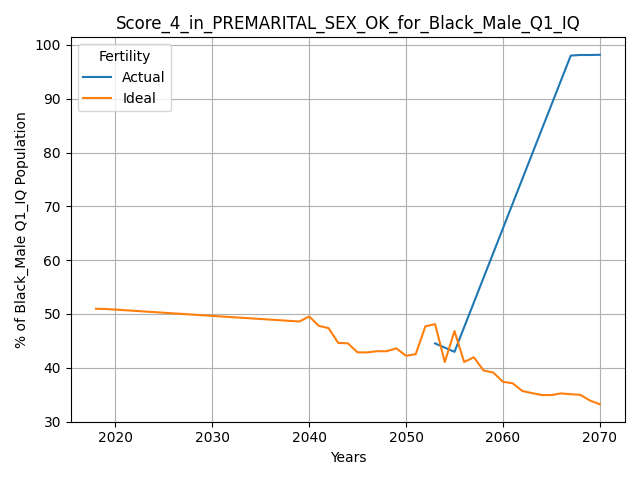 Score_4_in_PREMARITAL_SEX_OK_for_Black_Male_Q1_IQ
Fertility
Actual
Ideal
% of Black_Male Q1_IQ Population
100
90
80
70
60
50
40
30
2020
2030
2040
2050
2060
2070
Years